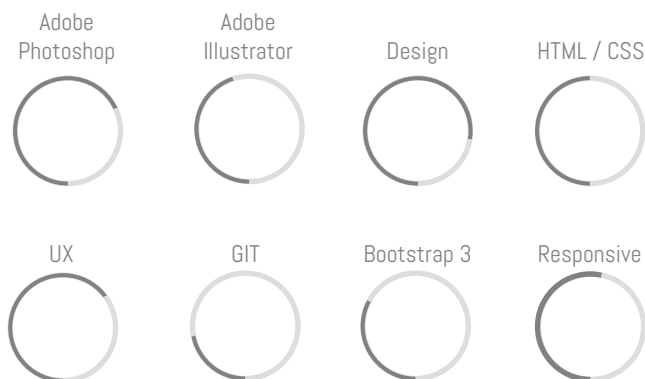 Adobe
Photoshop
Adobe
Illustrator
Design
HTML / CSS
UX
GIT
Bootstrap 3
Responsive